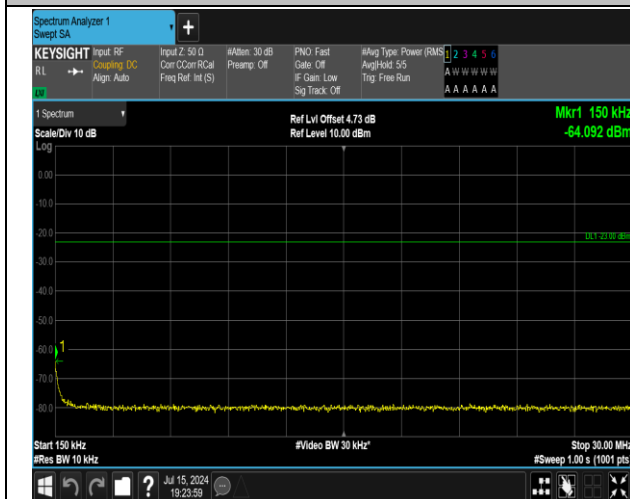 Spectrum Analyzer 1
Swept SA
+
KEYSIGHT
RL
Input: RF
Coupling: DC
Align: Auto
Input Z: 50 Ω
Corr CCorr RCal
Freq Ref: Int (S)
#Atten: 30 dB
Preamp: Off
PNO: Fast
Gate: Off
IF Gain: Low
Sig Track: Off
#Avg Type: Power (RMS
Avg|Hold: 5/5
Trig: Free Run
1 2 3 4 5 6
A W W W W W
A A A A A A
1 Spectrum
Scale/Div 10 dB
Log
Ref Lvl Offset 4.73 dB
Ref Level 10.00 dBm
Mkr1 150 kHz
-64.092 dBm
0.00
-10.0
-20.0
DL1 -23.00 dBm
-30.0
-40.0
-50.0
-60.0
1
-70.0
-80.0
Start 150 kHz
#Res BW 10 kHz
#Video BW 30 kHz*
Stop 30.00 MHz
#Sweep 1.00 s (1001 pts)
?
Jul 15, 2024
19:23:59